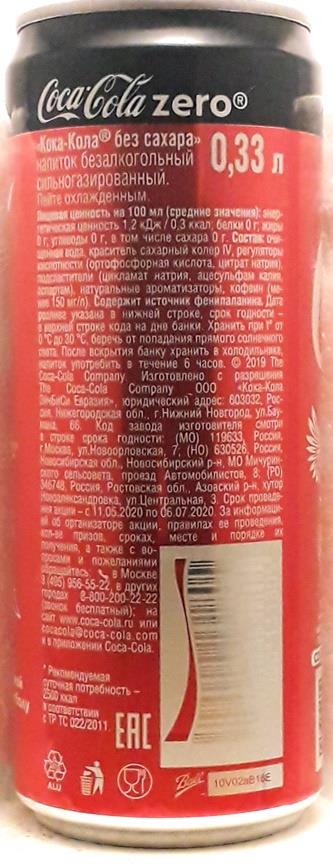 Coca-Cola zero®
«Кока-Кола® без сахара»
напиток безалкогольный
сильногазированный.
0,33 л
Пейте охлажденным.
Пищевая ценность на 100 мл (средние значения): энер-
гетическая ценность 1,2 кДж / 0,3 ккал; белки 0 г; жиры
0 г; углеводы 0 г, в том числе сахара 0 г. Состав: очи-
щенная вода, краситель сахарный колер IV, регуляторы
кислотности (ортофосфорная кислота, цитрат натрия),
подсластители (цикламат натрия, ацесульфам калия,
аспартам), натуральные ароматизаторы, кофеин (ме-
нее 150 мг/л). Содержит источник фенилаланина. Дата
розлива указана в нижней строке, срок годности –
в верхней строке кода на дне банки. Хранить при t° от
0 °С до 30 °С, беречь от попадания прямого солнечного
света. После вскрытия банку хранить в холодильнике,
напиток употребить в течение 6 часов. © 2019 The
Coca-Cola Company. Изготовлено с разрешения
The Coca-Cola Company ООО «Кока-Кола
ЭйчБиСи Евразия», юридический адрес: 603032, Рос-
сия, Нижегородская обл., г.Нижний Новгород, ул.Бау-
мана, 66. Код завода изготовителя смотри
в строке срока годности: (МО) 119633, Россия,
г.Москва, ул.Новоорловская, 7; (НО) 630526, Россия,
Новосибирская обл., Новосибирский р-н, МО Мичурин-
ского сельсовета, проезд Автомобилистов, 8; (РО)
346748, Россия, Ростовская обл., Азовский р-н, хутор
Новоалександровка, ул.Центральная, 3. Срок проведе-
ния акции – с 11.05.2020 по 06.07.2020. За информаци-
ей об организаторе акции, правилах ее проведения,
кол-ве призов, сроках, месте и порядке их
получения, а также с во-
просами и пожеланиями
обращайтесь: в Москве
8 (495) 956-55-22, в других
городах 8-800-200-22-22
(звонок бесплатный); на
сайт www.coca-cola.ru или
cocacola@coca-cola.com
и в приложении Coca-Cola.
* Рекомендуемая
суточная потребность –
2500 ккал
в соответствии
с ТР ТС 022/2011.
EAC
ALU
Ball
10V02aB16E